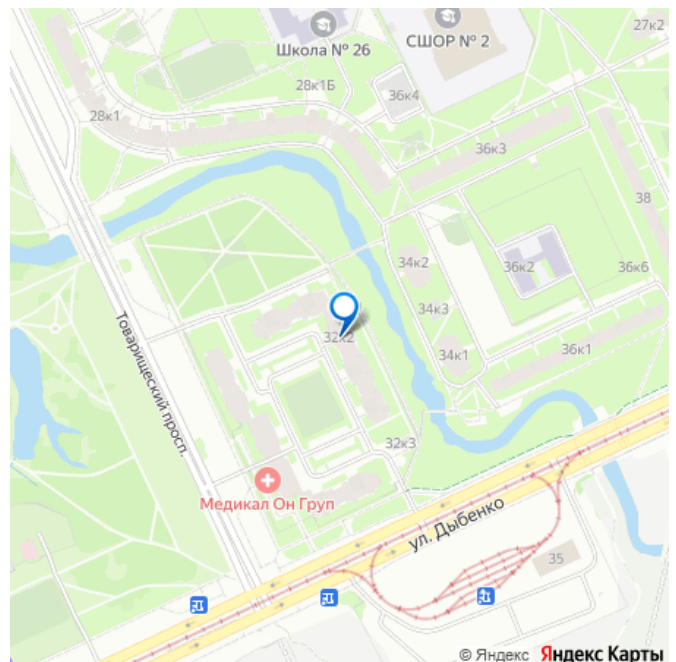 27к2
Школа № 26
СШОР № 2
28к1Б
36к4
28к1
36к3
38
34к2
36к2
36к6
34к3
32к2
34к1
36к1
Товарищеский просп.
32к3
Медикал Он Груп
ул. Дыбенко
35
© Яндекс Яндекс Карты